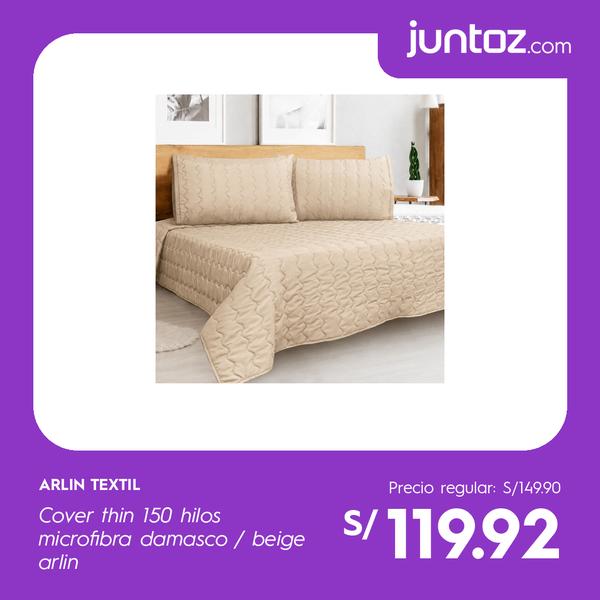 juntoz.com
ARLIN TEXTIL
Cover thin 150 hilos
microfibra damasco / beige
arlin
Precio regular: S/149.90
S/119.92